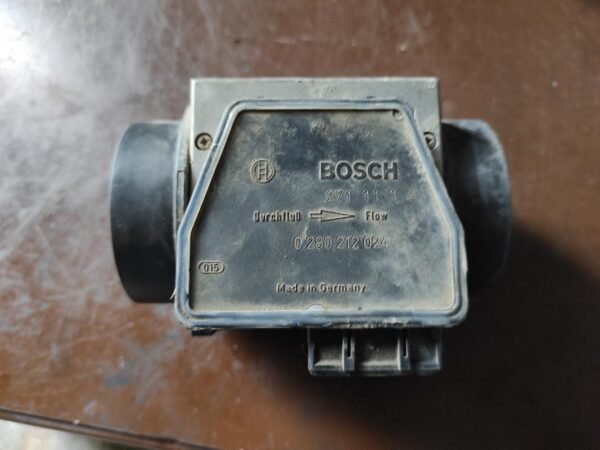 BOSCH
Durchfluß Flow
0 280 212 024
015
Made in Germany